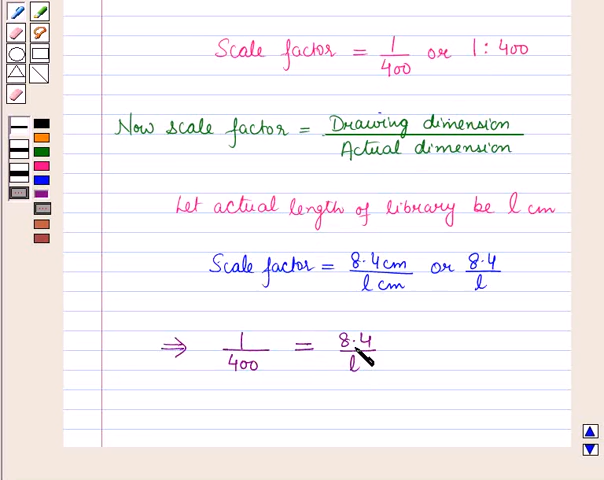 Scale factor = 1/400 or 1 : 400
Now scale factor = Drawing dimension / Actual dimension
Let actual length of library be l cm
Scale factor = 8.4 cm / l cm or 8.4 / l
⇒ 1/400 = 8.4 / l